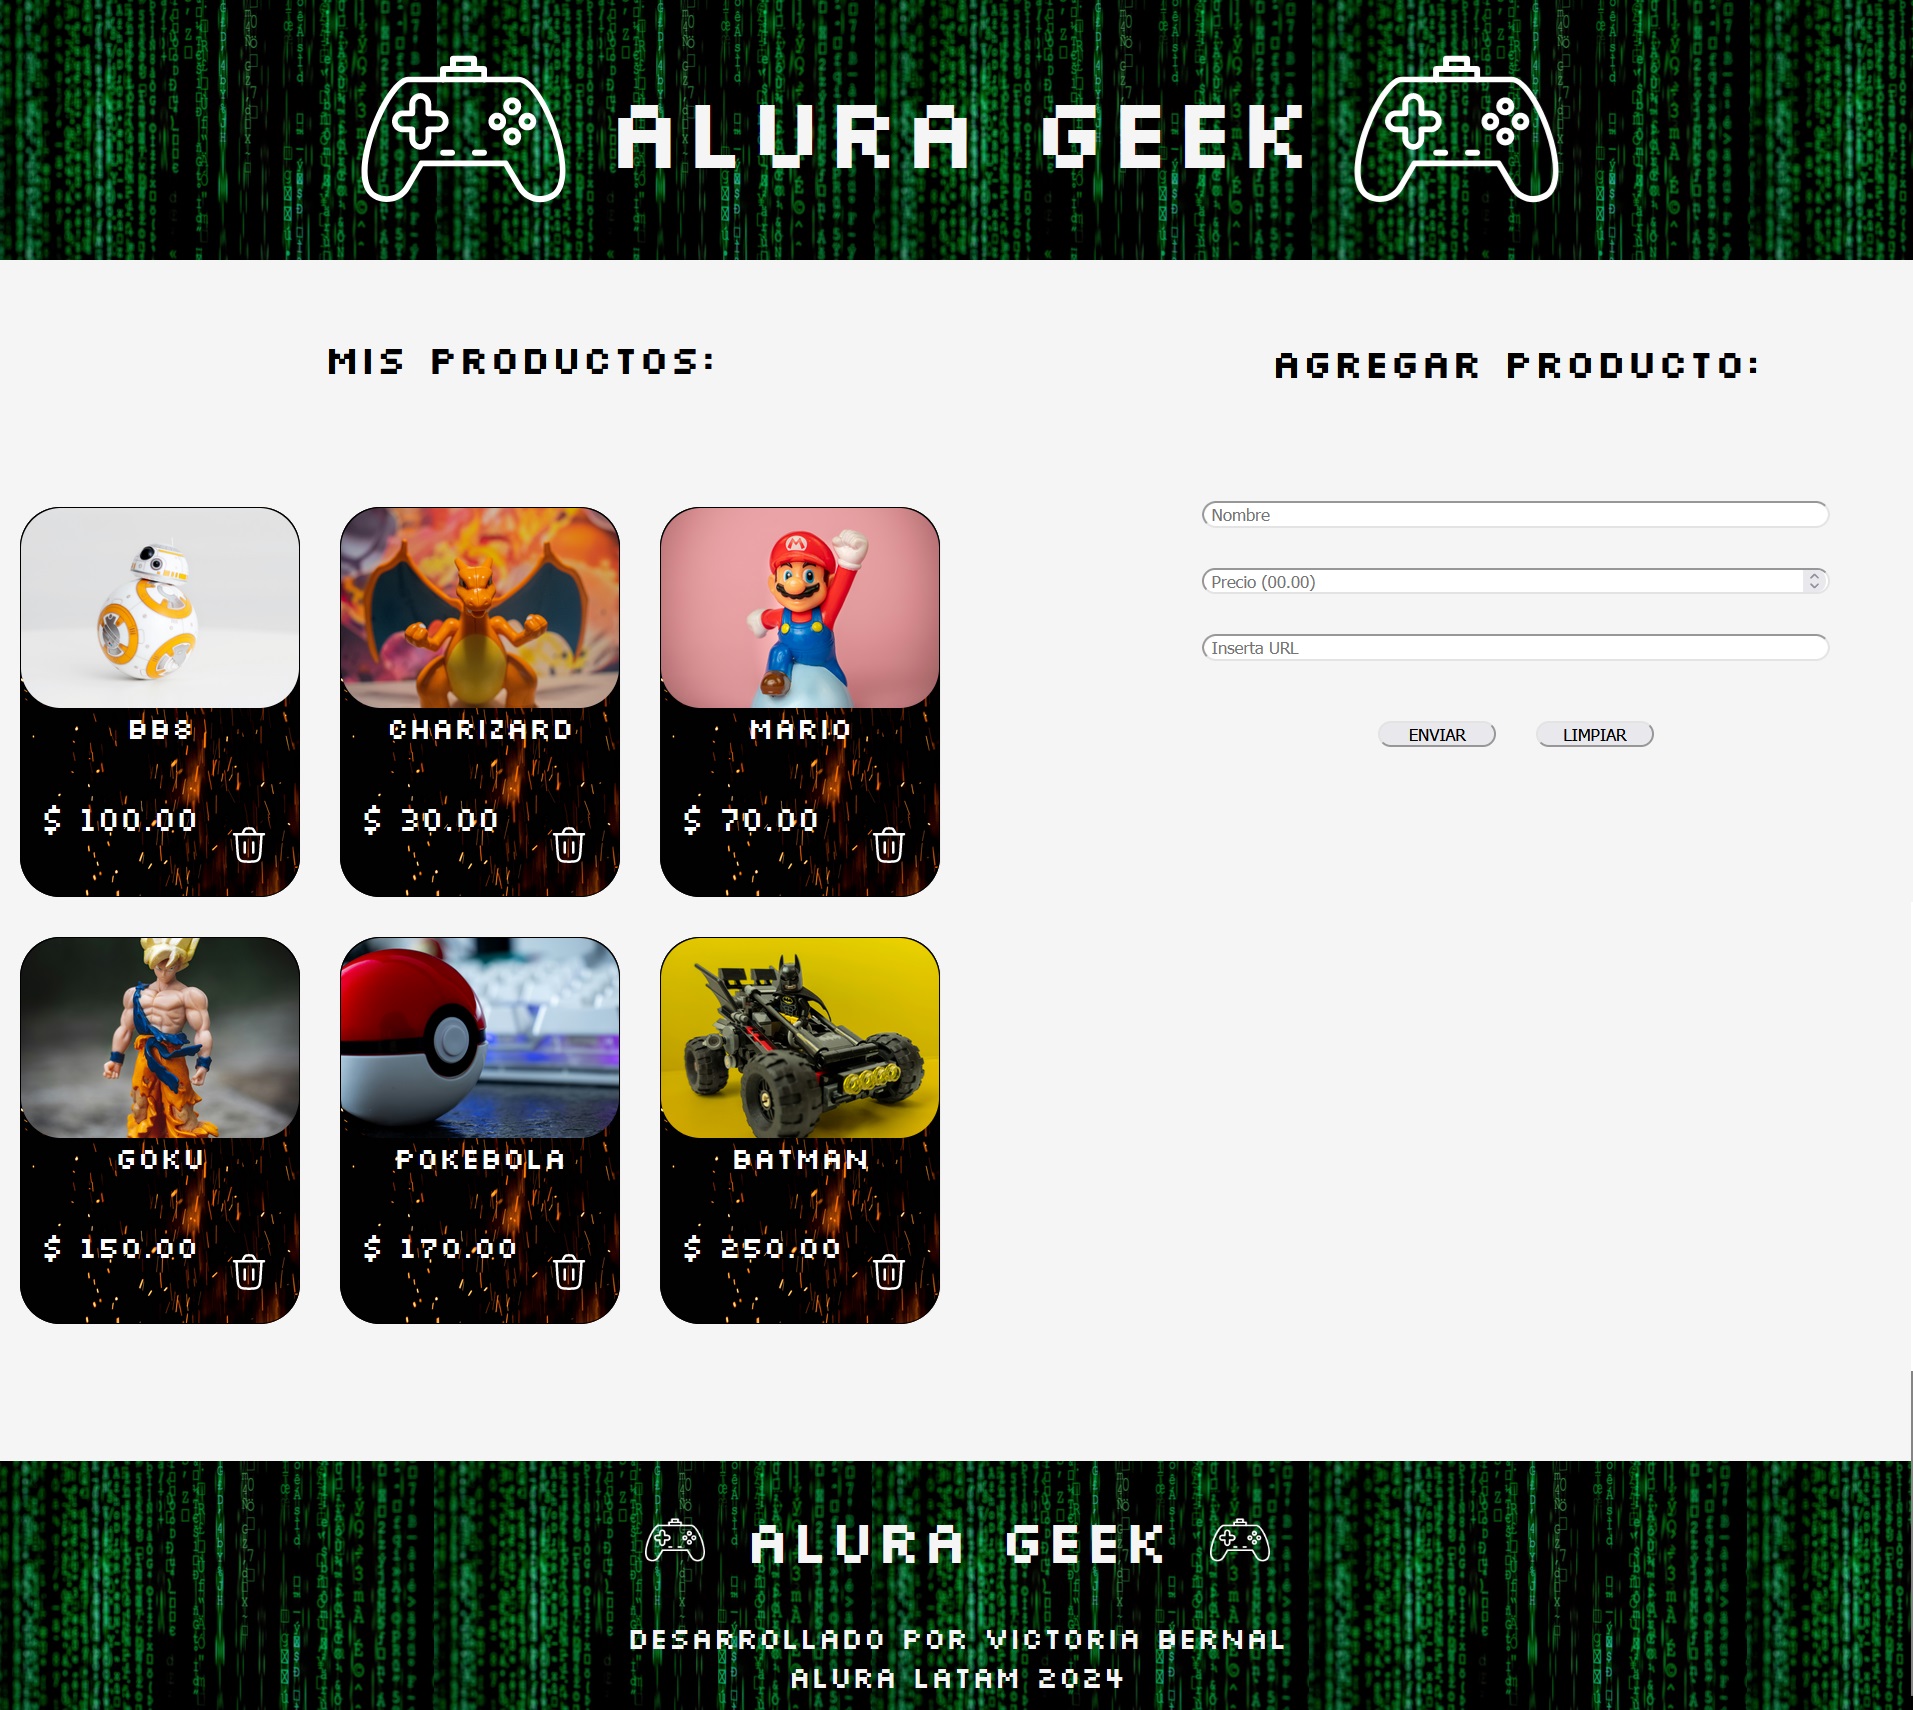 ALURA GEEK
MIS PRODUCTOS:
BB8
$ 100.00
CHARIZARD
$ 30.00
MARIO
$ 70.00
GOKU
$ 150.00
POKEBOLA
$ 170.00
BATMAN
$ 250.00
AGREGAR PRODUCTO:
Nombre
Precio (00.00)
Inserta URL
ENVIAR
LIMPIAR
ALURA GEEK
DESARROLLADO POR VICTORIA BERNAL
ALURA LATAM 2024